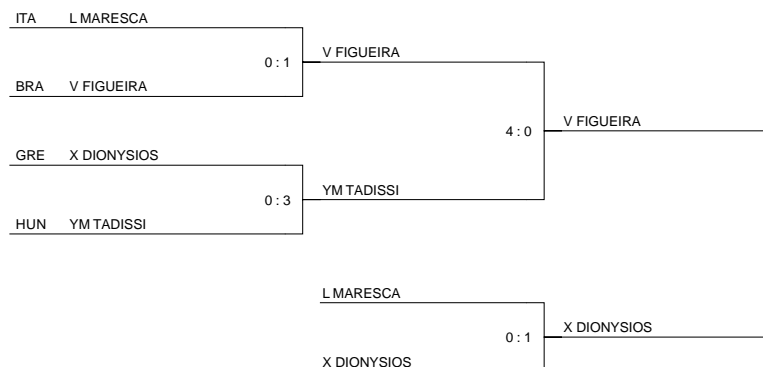 ITA L MARESCA
0 : 1 V FIGUEIRA
BRA V FIGUEIRA
4 : 0 V FIGUEIRA
GRE X DIONYSIOS
0 : 3 YM TADISSI
HUN YM TADISSI
L MARESCA
0 : 1 X DIONYSIOS
X DIONYSIOS